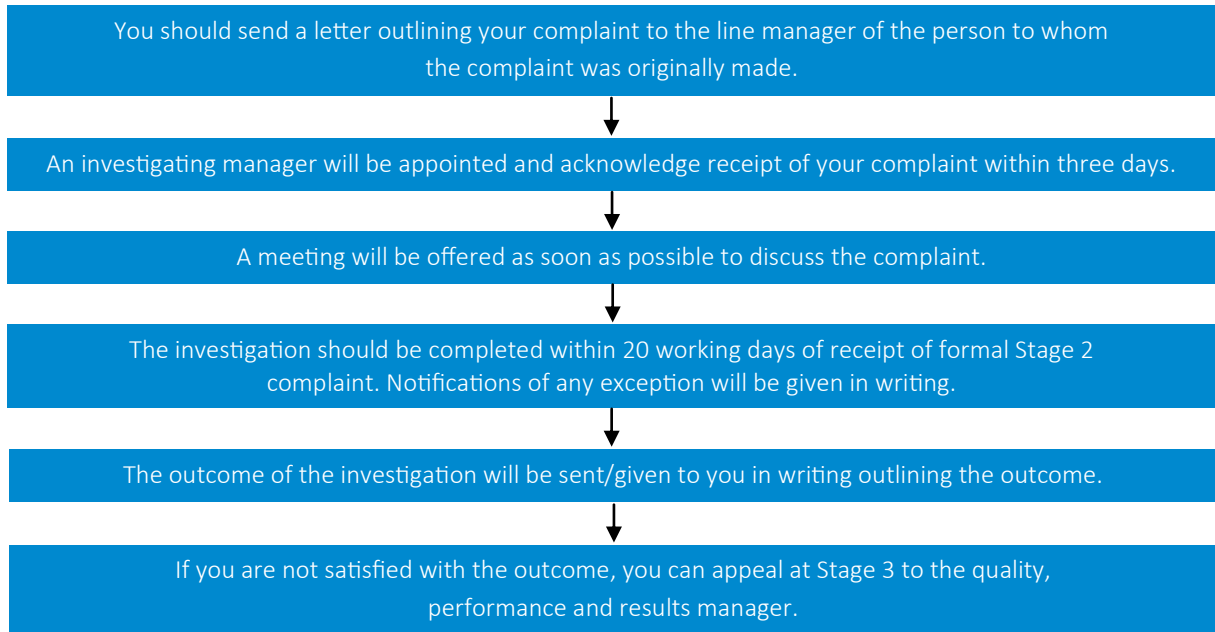 You should send a letter outlining your complaint to the line manager of the person to whom
the complaint was originally made.
An investigating manager will be appointed and acknowledge receipt of your complaint within three days.
A meeting will be offered as soon as possible to discuss the complaint.
The investigation should be completed within 20 working days of receipt of formal Stage 2
complaint. Notifications of any exception will be given in writing.
The outcome of the investigation will be sent/given to you in writing outlining the outcome.
If you are not satisfied with the outcome, you can appeal at Stage 3 to the quality,
performance and results manager.